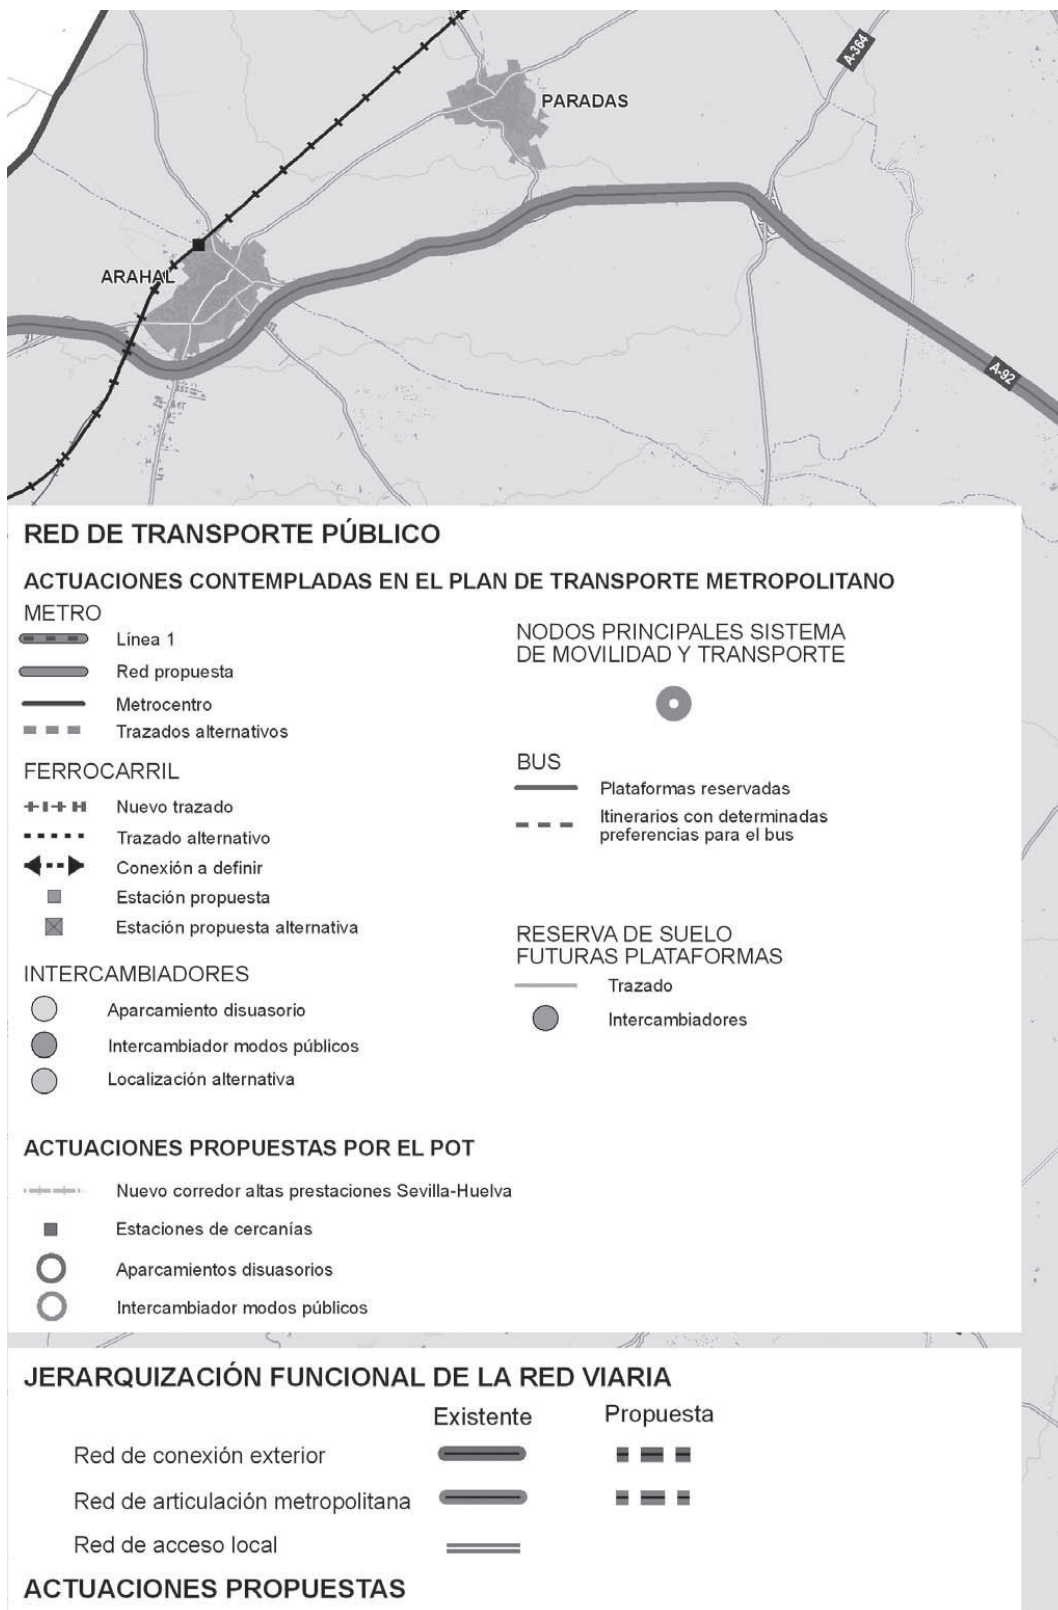 A-364
PARADAS
ARAHAL
A-92
RED DE TRANSPORTE PÚBLICO
ACTUACIONES CONTEMPLADAS EN EL PLAN DE TRANSPORTE METROPOLITANO
METRO
Línea 1
Red propuesta
Metrocentro
Trazados alternativos
FERROCARRIL
Nuevo trazado
Trazado alternativo
Conexión a definir
Estación propuesta
Estación propuesta alternativa
INTERCAMBIADORES
Aparcamiento disuasorio
Intercambiador modos públicos
Localización alternativa
NODOS PRINCIPALES SISTEMA
DE MOVILIDAD Y TRANSPORTE
BUS
Plataformas reservadas
Itinerarios con determinadas
preferencias para el bus
RESERVA DE SUELO
FUTURAS PLATAFORMAS
Trazado
Intercambiadores
ACTUACIONES PROPUESTAS POR EL POT
Nuevo corredor altas prestaciones Sevilla-Huelva
Estaciones de cercanías
Aparcamientos disuasorios
Intercambiador modos públicos
JERARQUIZACIÓN FUNCIONAL DE LA RED VIARIA
Existente Propuesta
Red de conexión exterior
Red de articulación metropolitana
Red de acceso local
ACTUACIONES PROPUESTAS